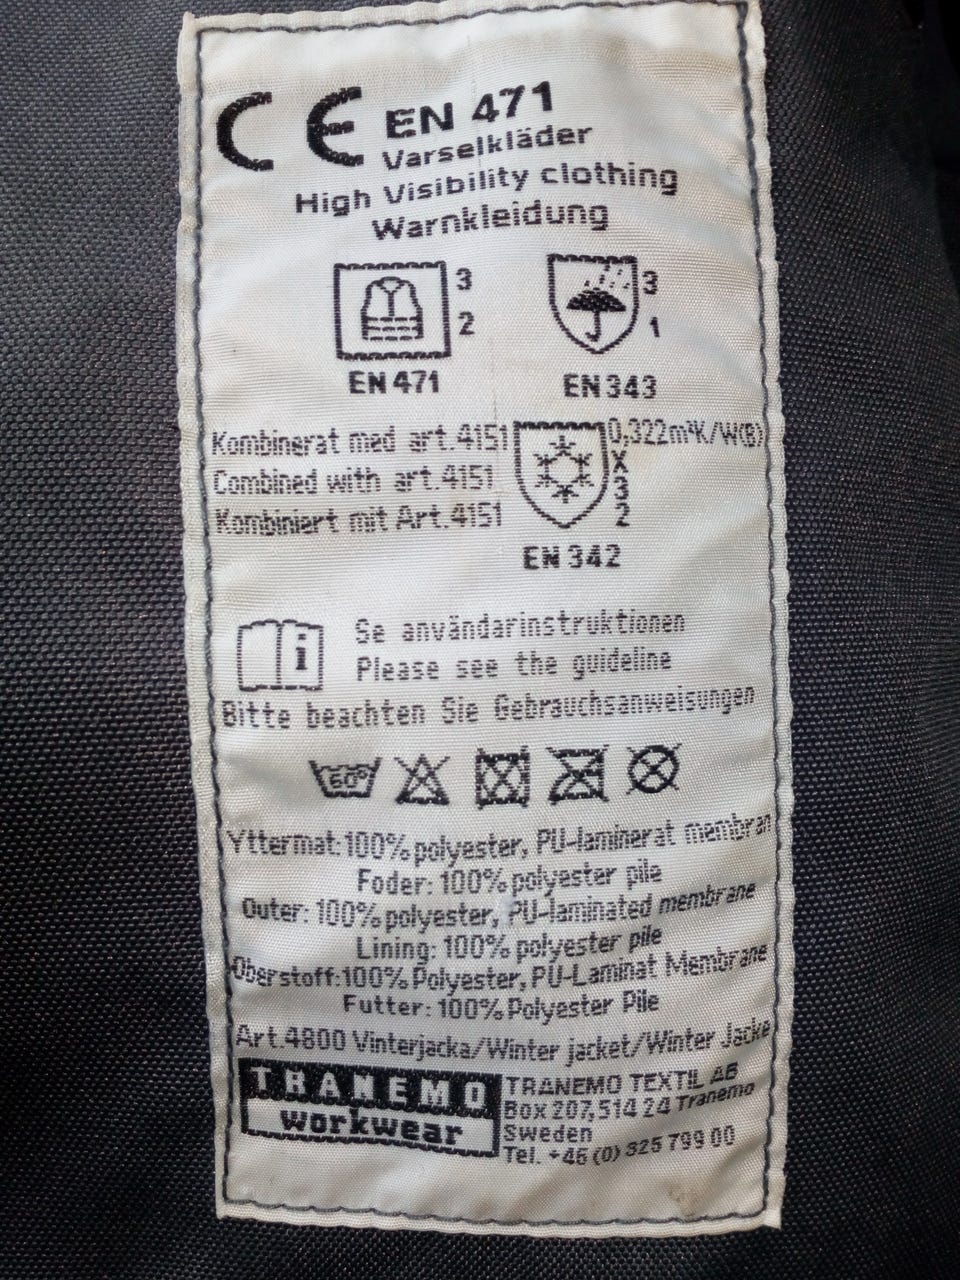 CE EN 471
Varselkläder
High Visibility clothing
Warnkleidung
3
2
EN 471
3
1
EN 343
Kombinerat med art.4151
Combined with art.4151
Kombiniert mit Art.4151
0,322m²K/W(B)
X
3
2
EN 342
i
Se användarinstruktionen
Please see the guideline
Bitte beachten Sie Gebrauchsanweisungen
60°
Yttermat:100% polyester, PU-laminerat membran
Foder: 100% polyester pile
Outer: 100% polyester, PU-laminated membrane
Lining: 100% polyester pile
Oberstoff:100% Polyester, PU-Laminat Membrane
Futter: 100% Polyester Pile
Art.4800 Vinterjacka/Winter jacket/Winter Jacke
TRANEMO
workwear
TRANEMO TEXTIL AB
Box 207,514 24 Tranemo
Sweden
Tel. +46 (0) 325 799 00